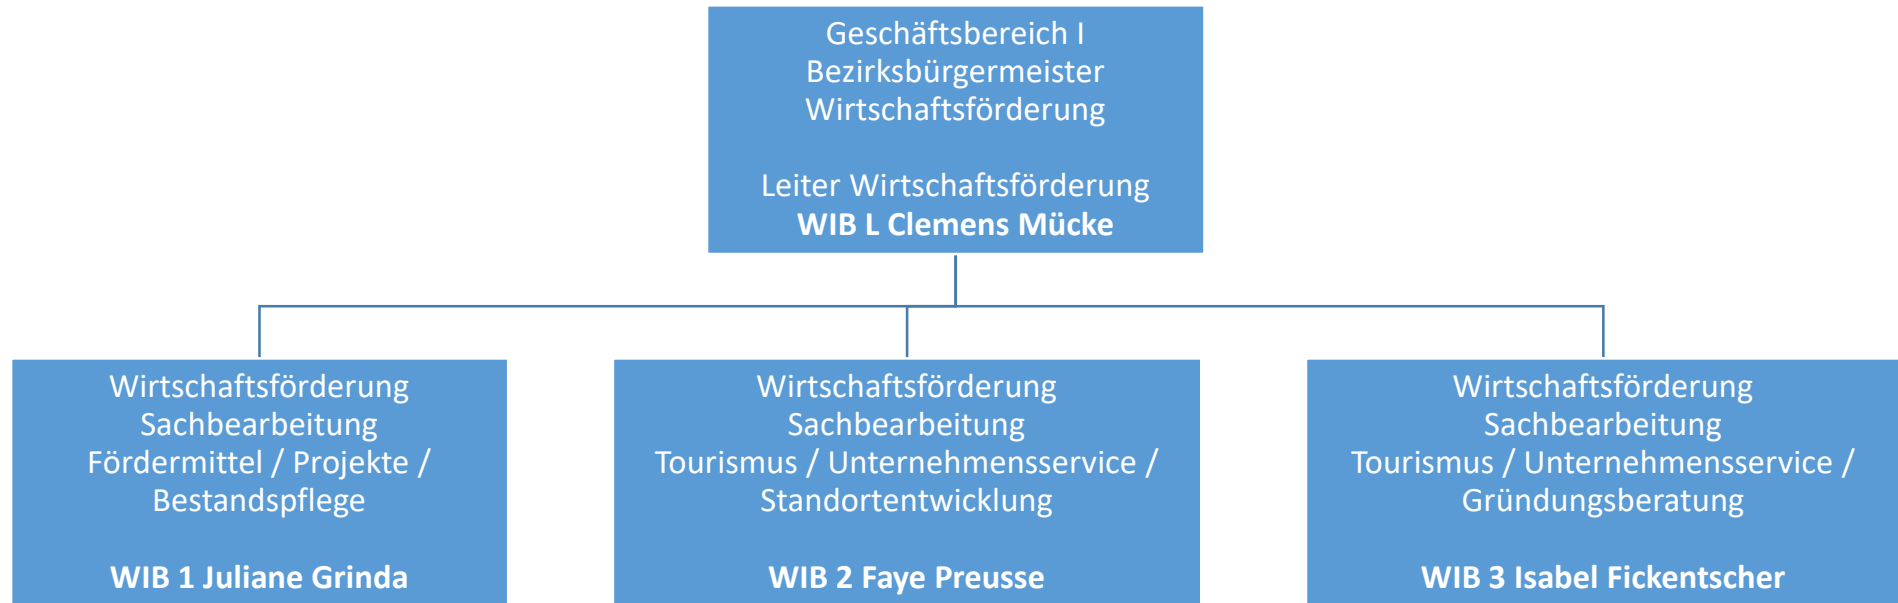 Geschäftsbereich I
Bezirksbürgermeister
Wirtschaftsförderung
Leiter Wirtschaftsförderung
WIB L Clemens Mücke
Wirtschaftsförderung
Sachbearbeitung
Fördermittel / Projekte /
Bestandspflege
WIB 1 Juliane Grinda
Wirtschaftsförderung
Sachbearbeitung
Tourismus / Unternehmensservice /
Standortentwicklung
WIB 2 Faye Preusse
Wirtschaftsförderung
Sachbearbeitung
Tourismus / Unternehmensservice /
Gründungsberatung
WIB 3 Isabel Fickentscher